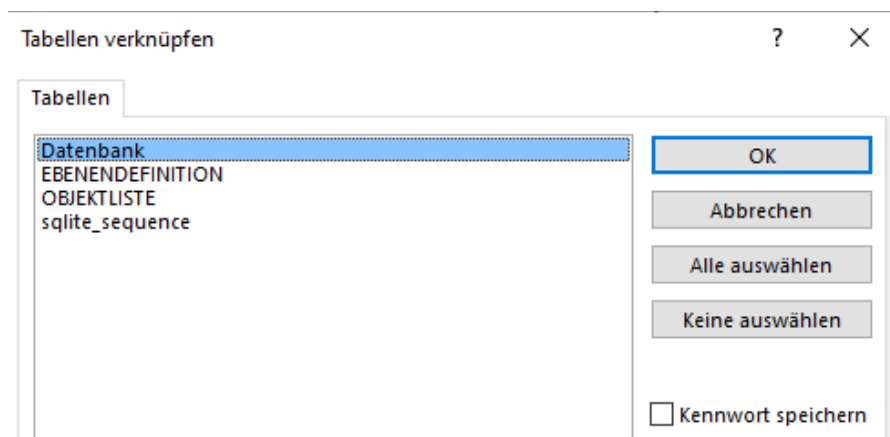 Tabellen verknüpfen ? ×
Tabellen
Datenbank
EBENENDEFINITION
OBJEKTLISTE
sqlite_sequence
OK
Abbrechen
Alle auswählen
Keine auswählen
Kennwort speichern